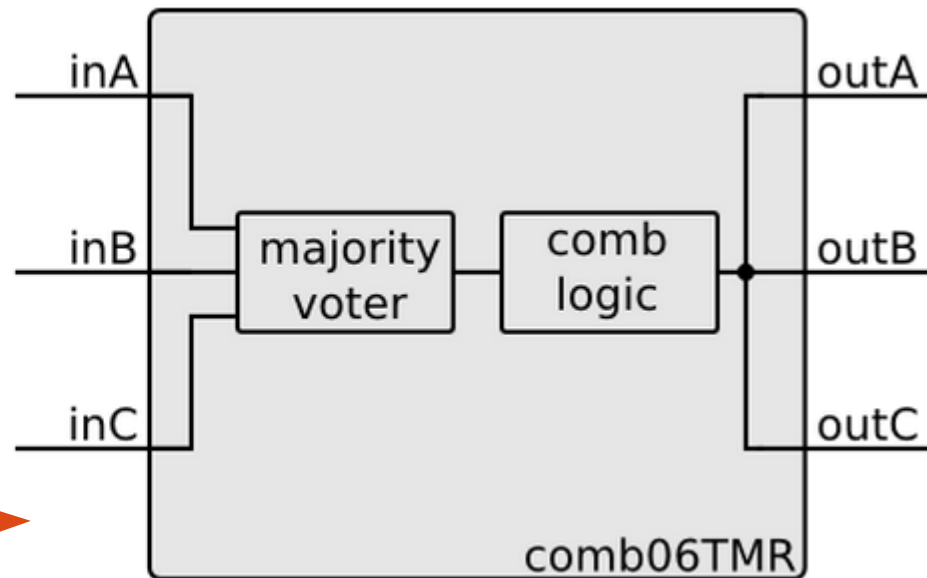 inA
outA
inB
majority
voter
comb
logic
outB
inC
outC
comb06TMR